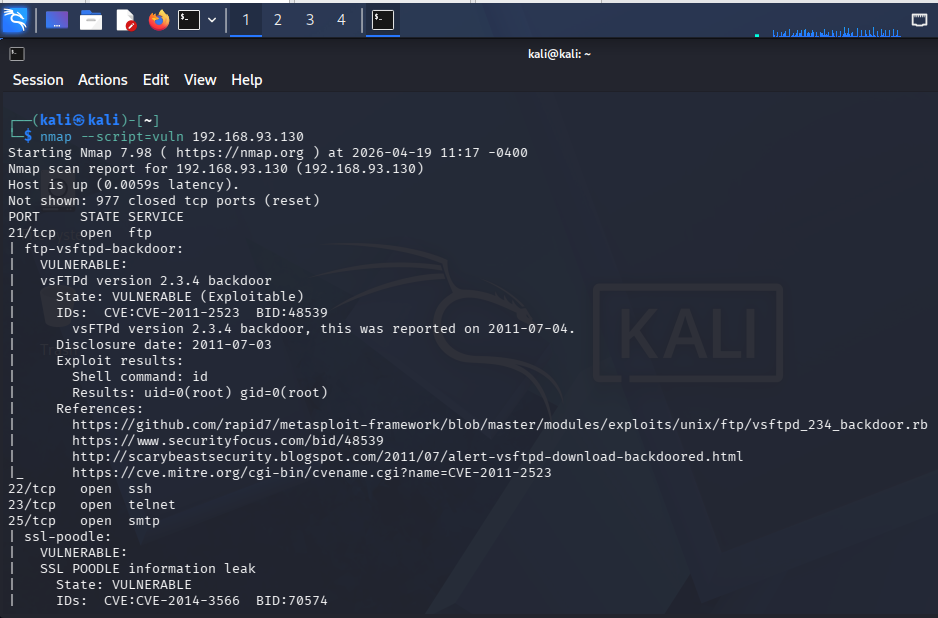 1 2 3 4
kali@kali: ~
Session Actions Edit View Help
┌──(kali㉿kali)-[~]
└─$ nmap --script=vuln 192.168.93.130
Starting Nmap 7.98 ( https://nmap.org ) at 2026-04-19 11:17 -0400
Nmap scan report for 192.168.93.130 (192.168.93.130)
Host is up (0.0059s latency).
Not shown: 977 closed tcp ports (reset)
PORT     STATE SERVICE
21/tcp   open  ftp
| ftp-vsftpd-backdoor:
|   VULNERABLE:
|   vsFTPd version 2.3.4 backdoor
|     State: VULNERABLE (Exploitable)
|     IDs:  CVE:CVE-2011-2523  BID:48539
|       vsFTPd version 2.3.4 backdoor, this was reported on 2011-07-04.
|     Disclosure date: 2011-07-03
|     Exploit results:
|       Shell command: id
|       Results: uid=0(root) gid=0(root)
|     References:
|       https://github.com/rapid7/metasploit-framework/blob/master/modules/exploits/unix/ftp/vsftpd_234_backdoor.rb
|       https://www.securityfocus.com/bid/48539
|       http://scarybeastsecurity.blogspot.com/2011/07/alert-vsftpd-download-backdoored.html
|_      https://cve.mitre.org/cgi-bin/cvename.cgi?name=CVE-2011-2523
22/tcp   open  ssh
23/tcp   open  telnet
25/tcp   open  smtp
| ssl-poodle:
|   VULNERABLE:
|   SSL POODLE information leak
|     State: VULNERABLE
|     IDs:  CVE:CVE-2014-3566  BID:70574
KALI